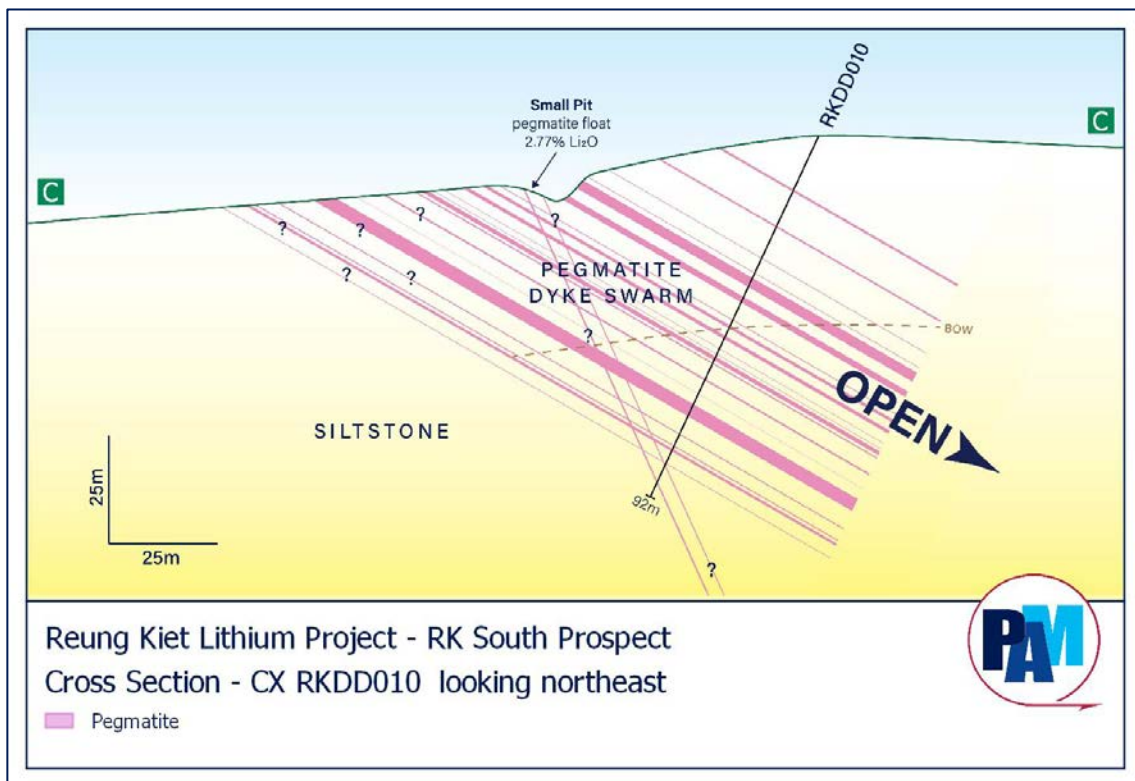 Small Pit
pegmatite float
2.77% Li₂O
RKDD010
C
C
?
?
?
?
?
?
?
PEGMATITE
DYKE SWARM
?
BOW
OPEN
SILTSTONE
25m
25m
92m
?
Reung Kiet Lithium Project - RK South Prospect
Cross Section - CX RKDD010 looking northeast
Pegmatite
PAM